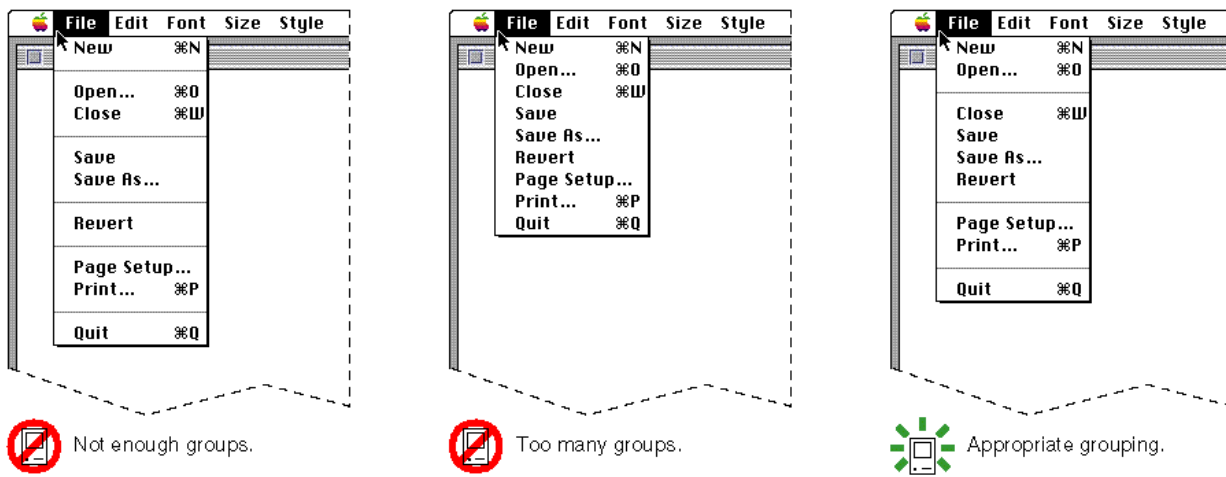 File Edit Font Size Style
New ⌘N
Open... ⌘O
Close ⌘W
Save
Save As...
Revert
Page Setup...
Print... ⌘P
Quit ⌘Q
Not enough groups.
File Edit Font Size Style
New ⌘N
Open... ⌘O
Close ⌘W
Save
Save As...
Revert
Page Setup...
Print... ⌘P
Quit ⌘Q
Too many groups.
File Edit Font Size Style
New ⌘N
Open... ⌘O
Close ⌘W
Save
Save As...
Revert
Page Setup...
Print... ⌘P
Quit ⌘Q
Appropriate grouping.